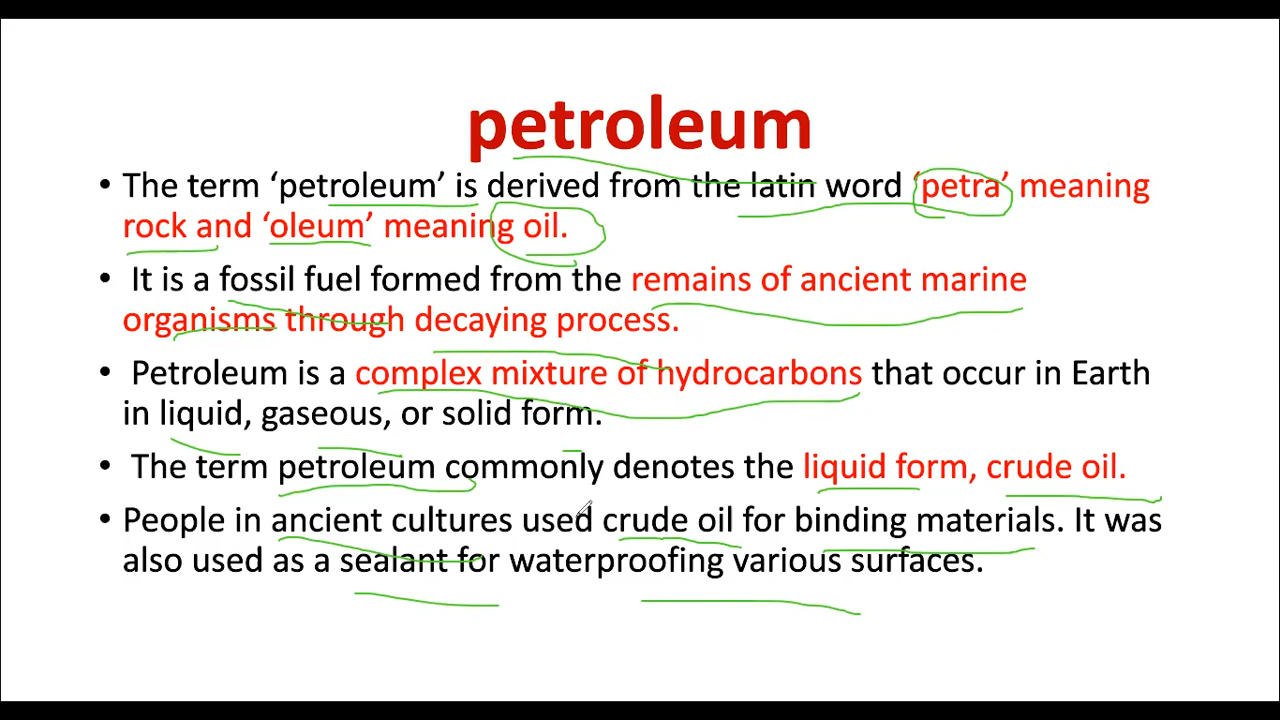 petroleum
• The term ‘petroleum’ is derived from the latin word ‘petra’ meaning
rock and ‘oleum’ meaning oil.
• It is a fossil fuel formed from the remains of ancient marine
organisms through decaying process.
• Petroleum is a complex mixture of hydrocarbons that occur in Earth
in liquid, gaseous, or solid form.
• The term petroleum commonly denotes the liquid form, crude oil.
• People in ancient cultures used crude oil for binding materials. It was
also used as a sealant for waterproofing various surfaces.